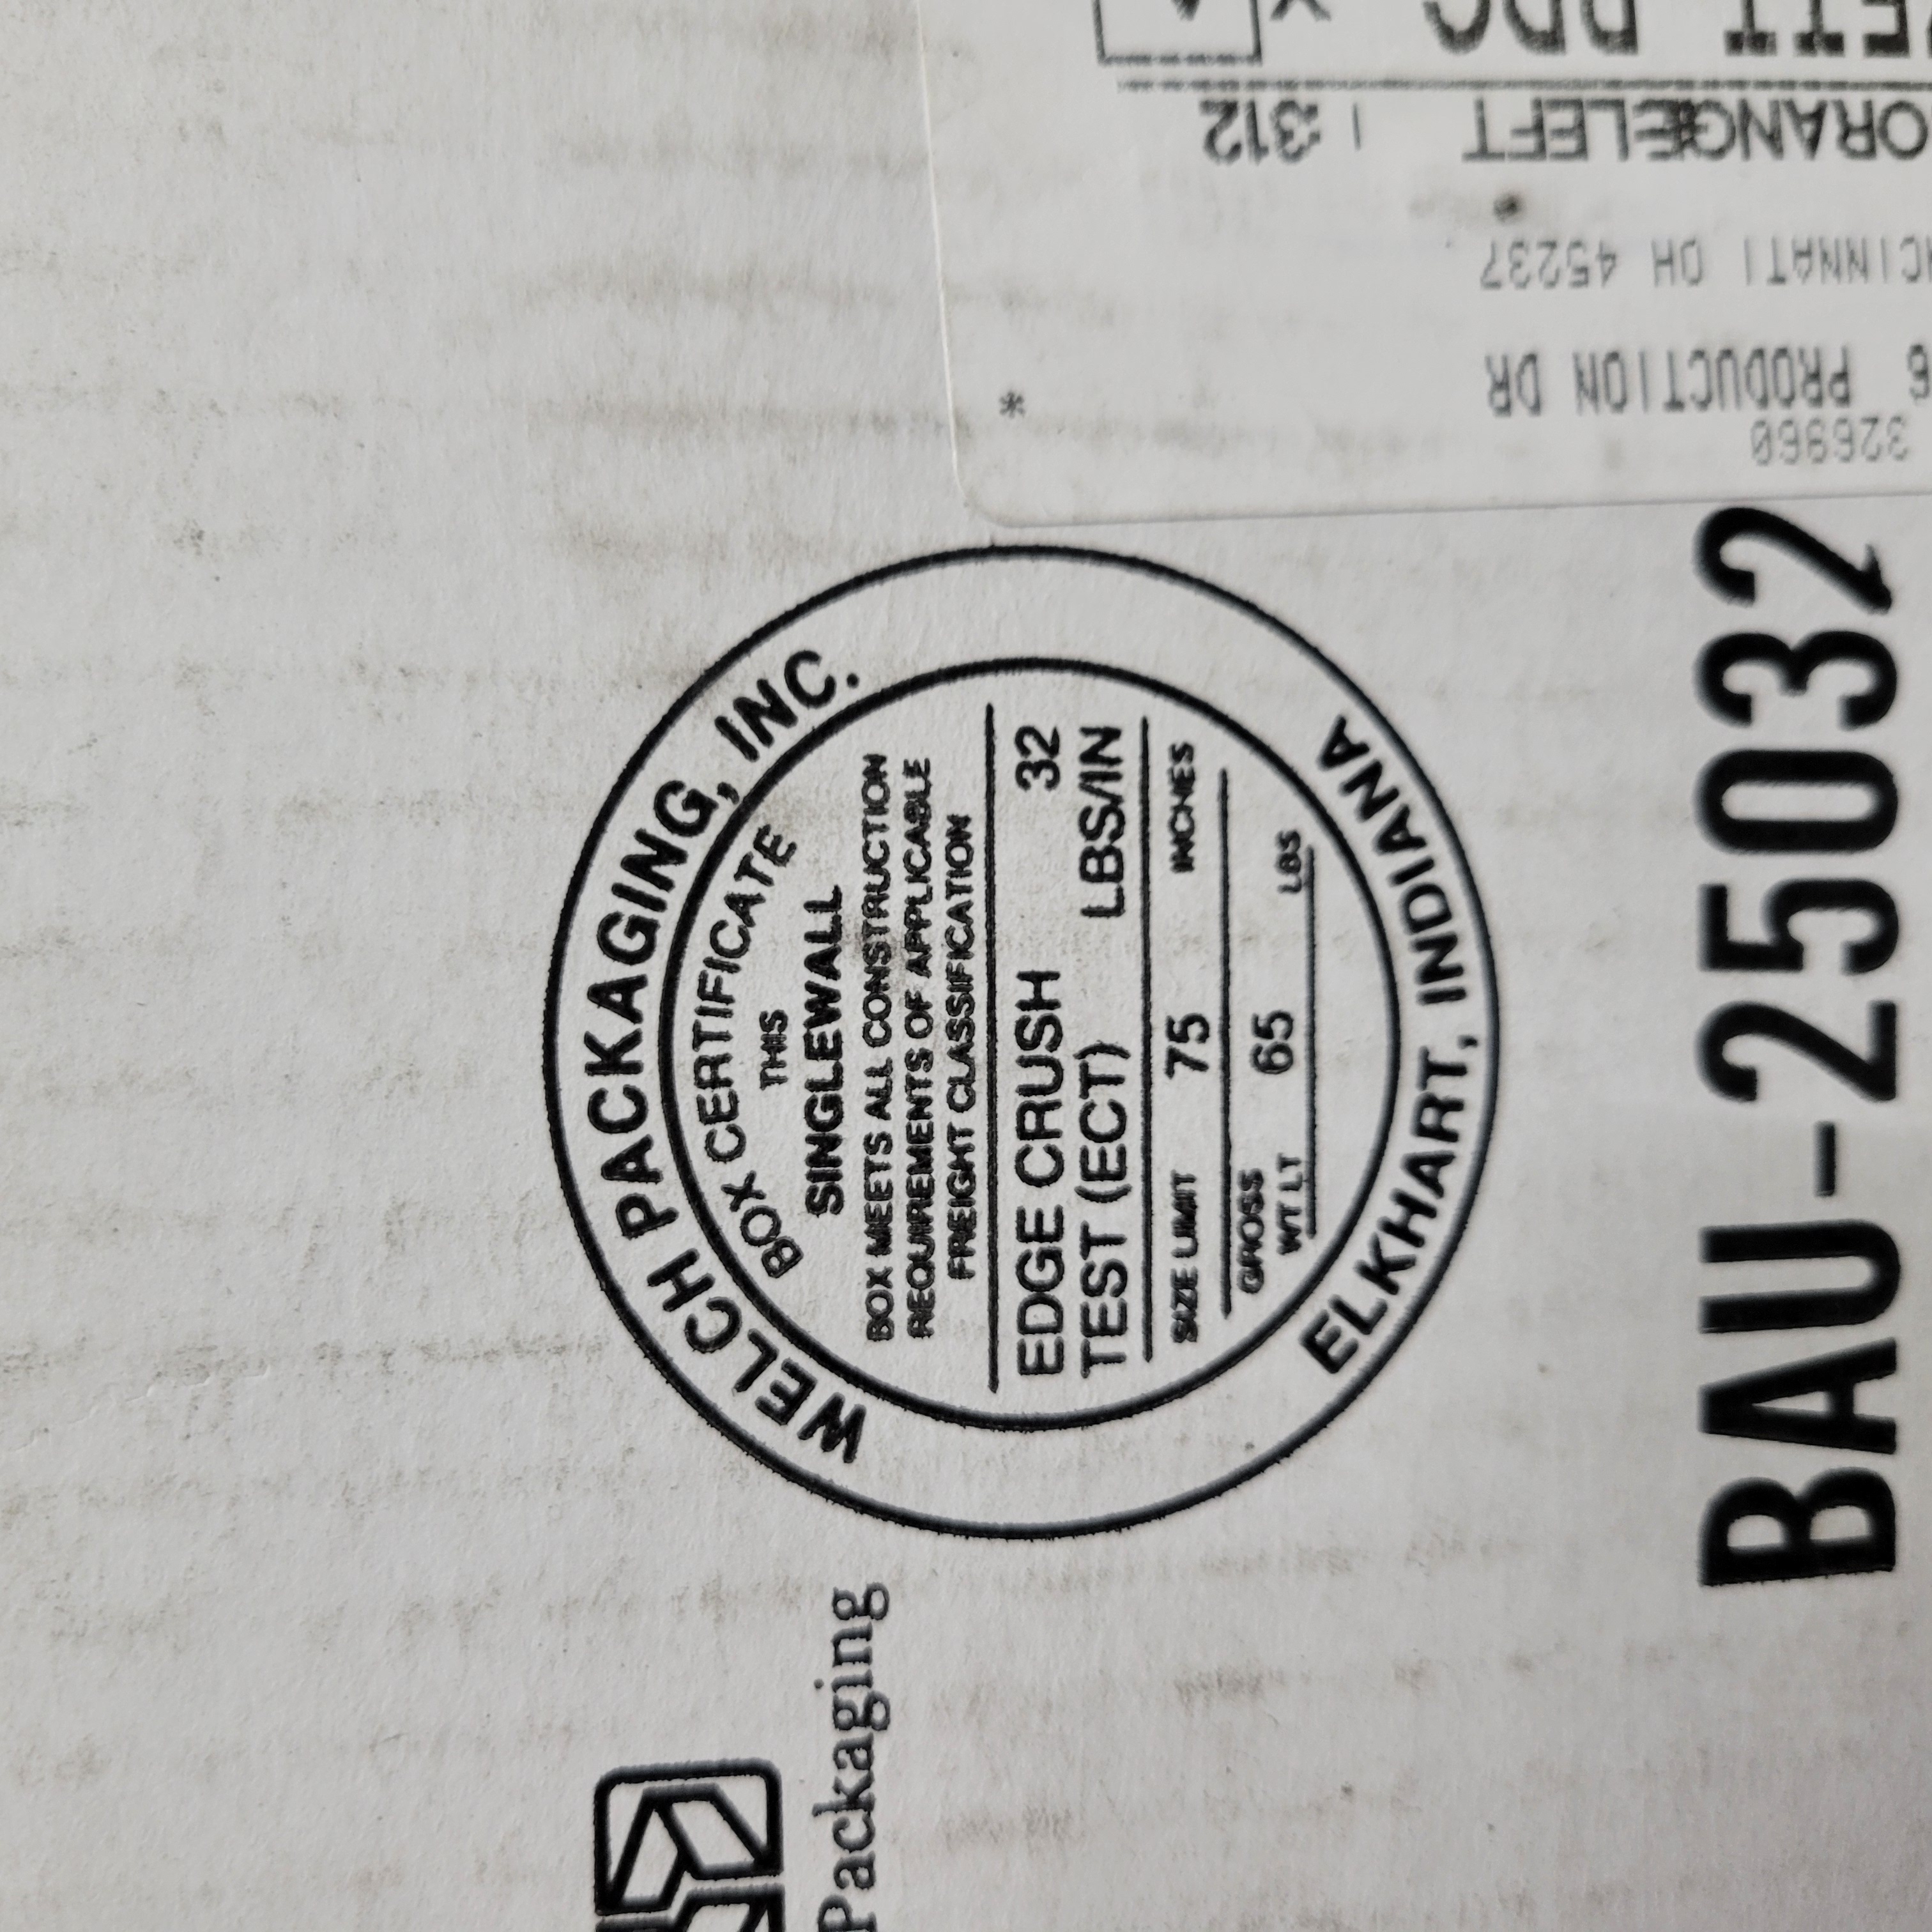 WELCH PACKAGING, INC.
BOX CERTIFICATE
THIS
SINGLEWALL
BOX MEETS ALL CONSTRUCTION
REQUIREMENTS OF APPLICABLE
FREIGHT CLASSIFICATION
EDGE CRUSH 32
TEST (ECT) LBS/IN
SIZE LIMIT 75 INCHES
GROSS
WT LT 65 LBS
ELKHART, INDIANA
BAU-25032
Packaging
326960
6 PRODUCTION DR
*
CINCINNATI OH 45237
312